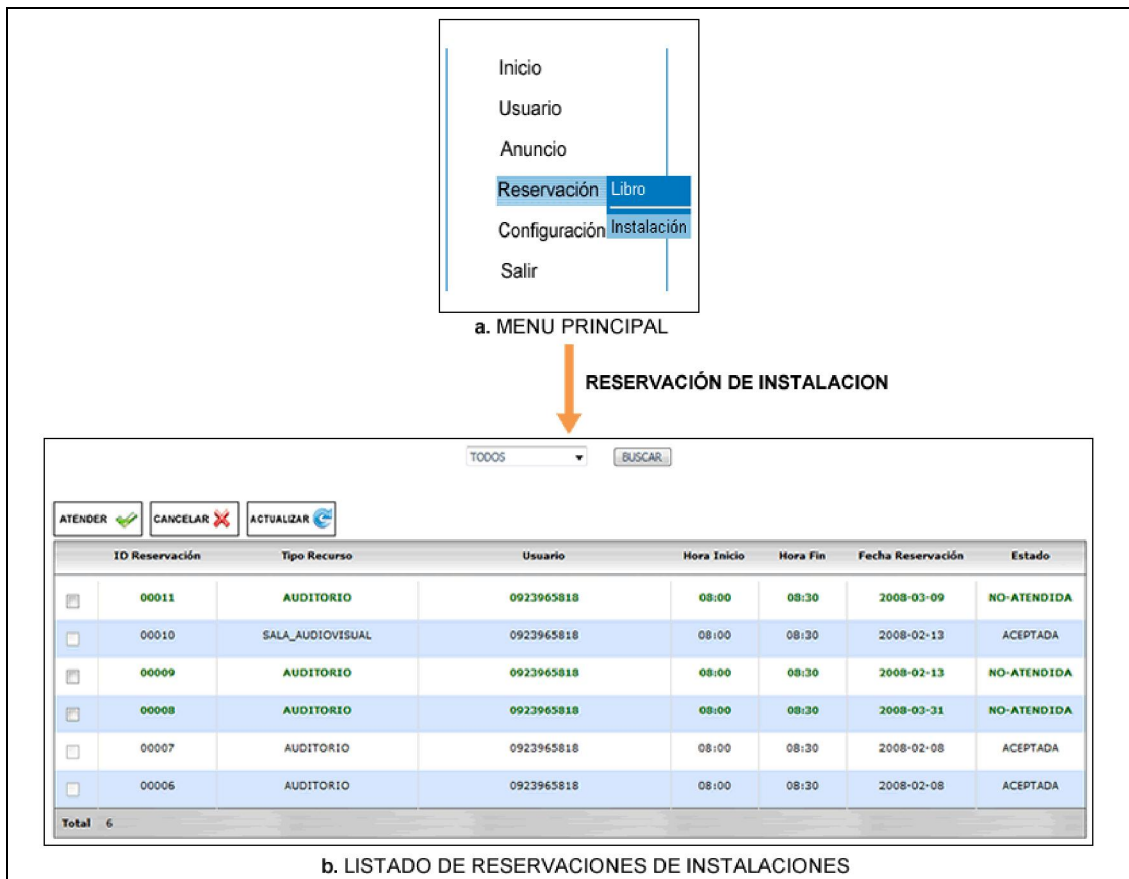 Inicio
Usuario
Anuncio
Reservación Libro
Configuración Instalación
Salir
a. MENU PRINCIPAL
RESERVACIÓN DE INSTALACION
TODOS BUSCAR
ATENDER CANCELAR ACTUALIZAR
ID Reservación Tipo Recurso Usuario Hora Inicio Hora Fin Fecha Reservación Estado
00011 AUDITORIO 0923965818 08:00 08:30 2008-03-09 NO-ATENDIDA
00010 SALA_AUDIOVISUAL 0923965818 08:00 08:30 2008-02-13 ACEPTADA
00009 AUDITORIO 0923965818 08:00 08:30 2008-02-13 NO-ATENDIDA
00008 AUDITORIO 0923965818 08:00 08:30 2008-03-31 NO-ATENDIDA
00007 AUDITORIO 0923965818 08:00 08:30 2008-02-08 ACEPTADA
00006 AUDITORIO 0923965818 08:00 08:30 2008-02-08 ACEPTADA
Total 6
b. LISTADO DE RESERVACIONES DE INSTALACIONES